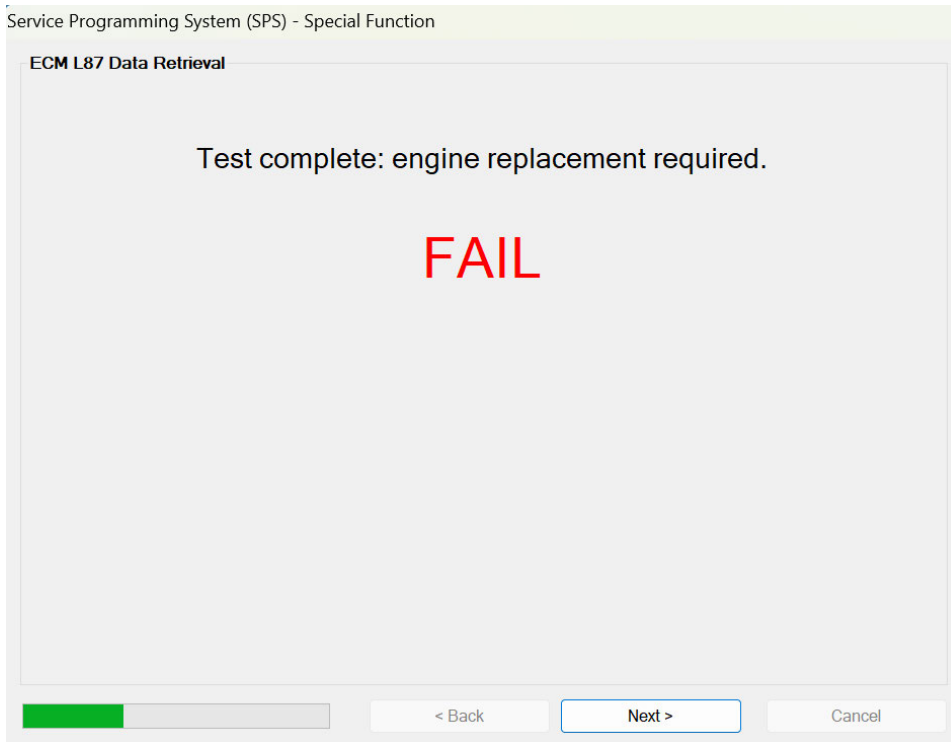 Service Programming System (SPS) - Special Function
ECM L87 Data Retrieval
Test complete: engine replacement required.
FAIL
< Back
Next >
Cancel